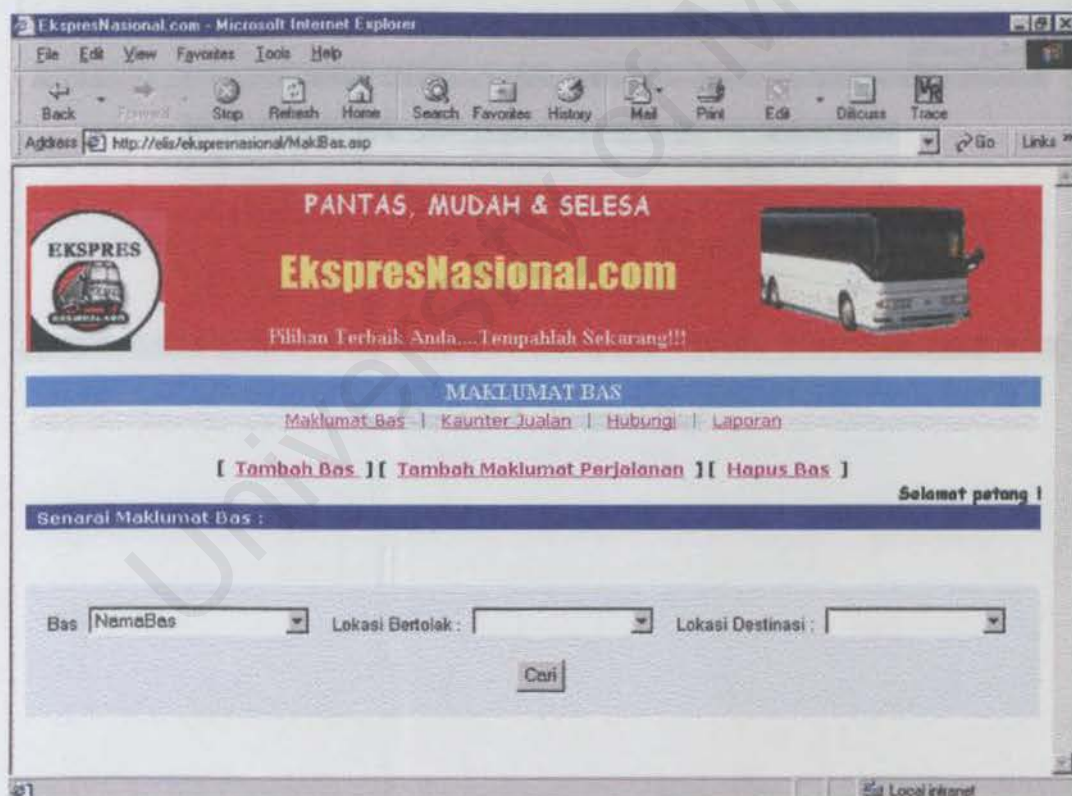 EkspresNasional.com - Microsoft Internet Explorer
File Edit View Favorites Tools Help
Back Forward Stop Refresh Home Search Favorites History Mail Print Edit Discuss Trace
Address http://elis/ekspresnasional/MaklBas.asp Go Links »
PANTAS, MUDAH & SELESA
EKSPRES
EkspresNasional.com
Pilihan Terbaik Anda....Tempahlah Sekarang!!!
MAKLUMAT BAS
Maklumat Bas | Kaunter Jualan | Hubungi | Laporan
[ Tambah Bas ] [ Tambah Maklumat Perjalanan ] [ Hapus Bas ]
Selamat petang !
Senarai Maklumat Bas :
Bas NamaBas Lokasi Bertolak : Lokasi Destinasi :
Cari
Local intranet
University of M